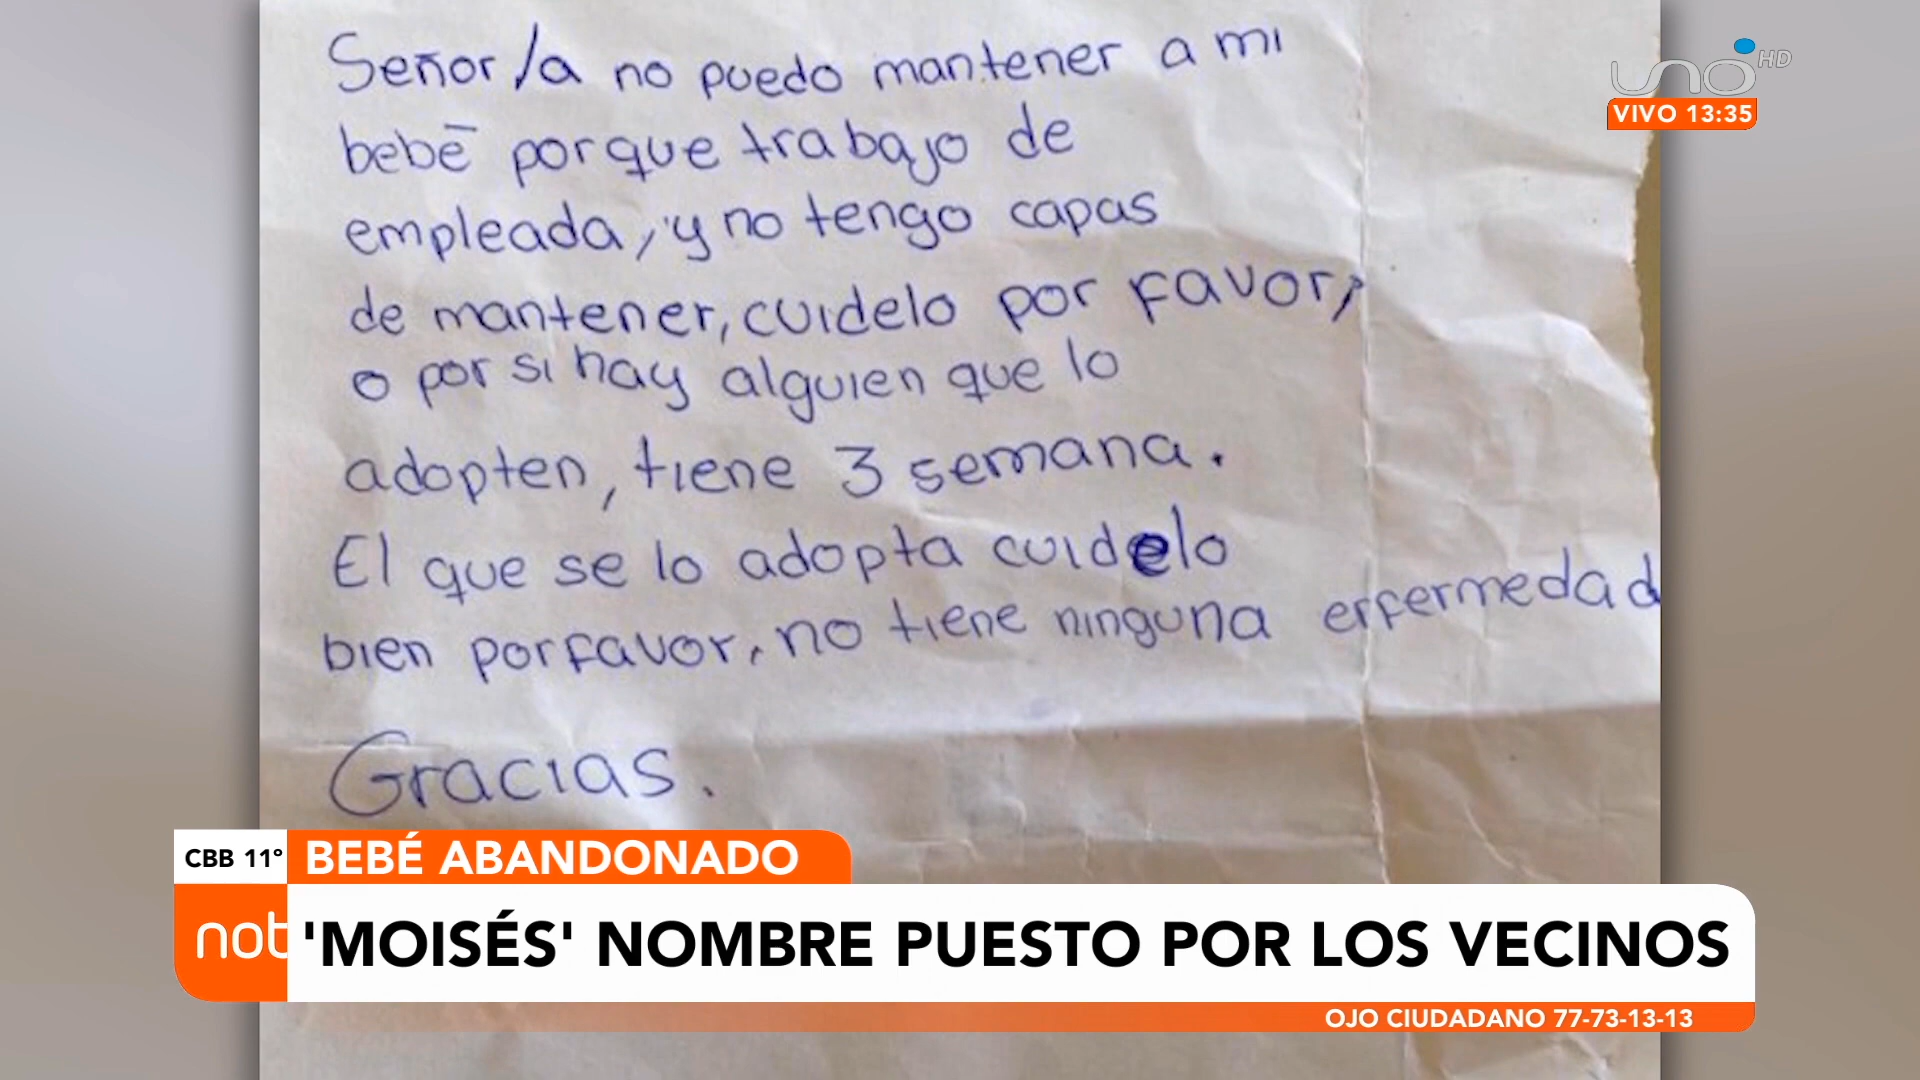 Señor/a no puedo mantener a mi
bebē porque trabajo de
empleada, y no tengo capas
de mantener, cuidelo por favor,
o por si hay alguien que lo
adopten, tiene 3 semana.
El que se lo adopta cuidelo
bien porfavor, no tiene ninguna enfermedad
Gracias.
uno HD
VIVO 13:35
CBB 11º
BEBÉ ABANDONADO
not
'MOISÉS' NOMBRE PUESTO POR LOS VECINOS
OJO CIUDADANO 77-73-13-13